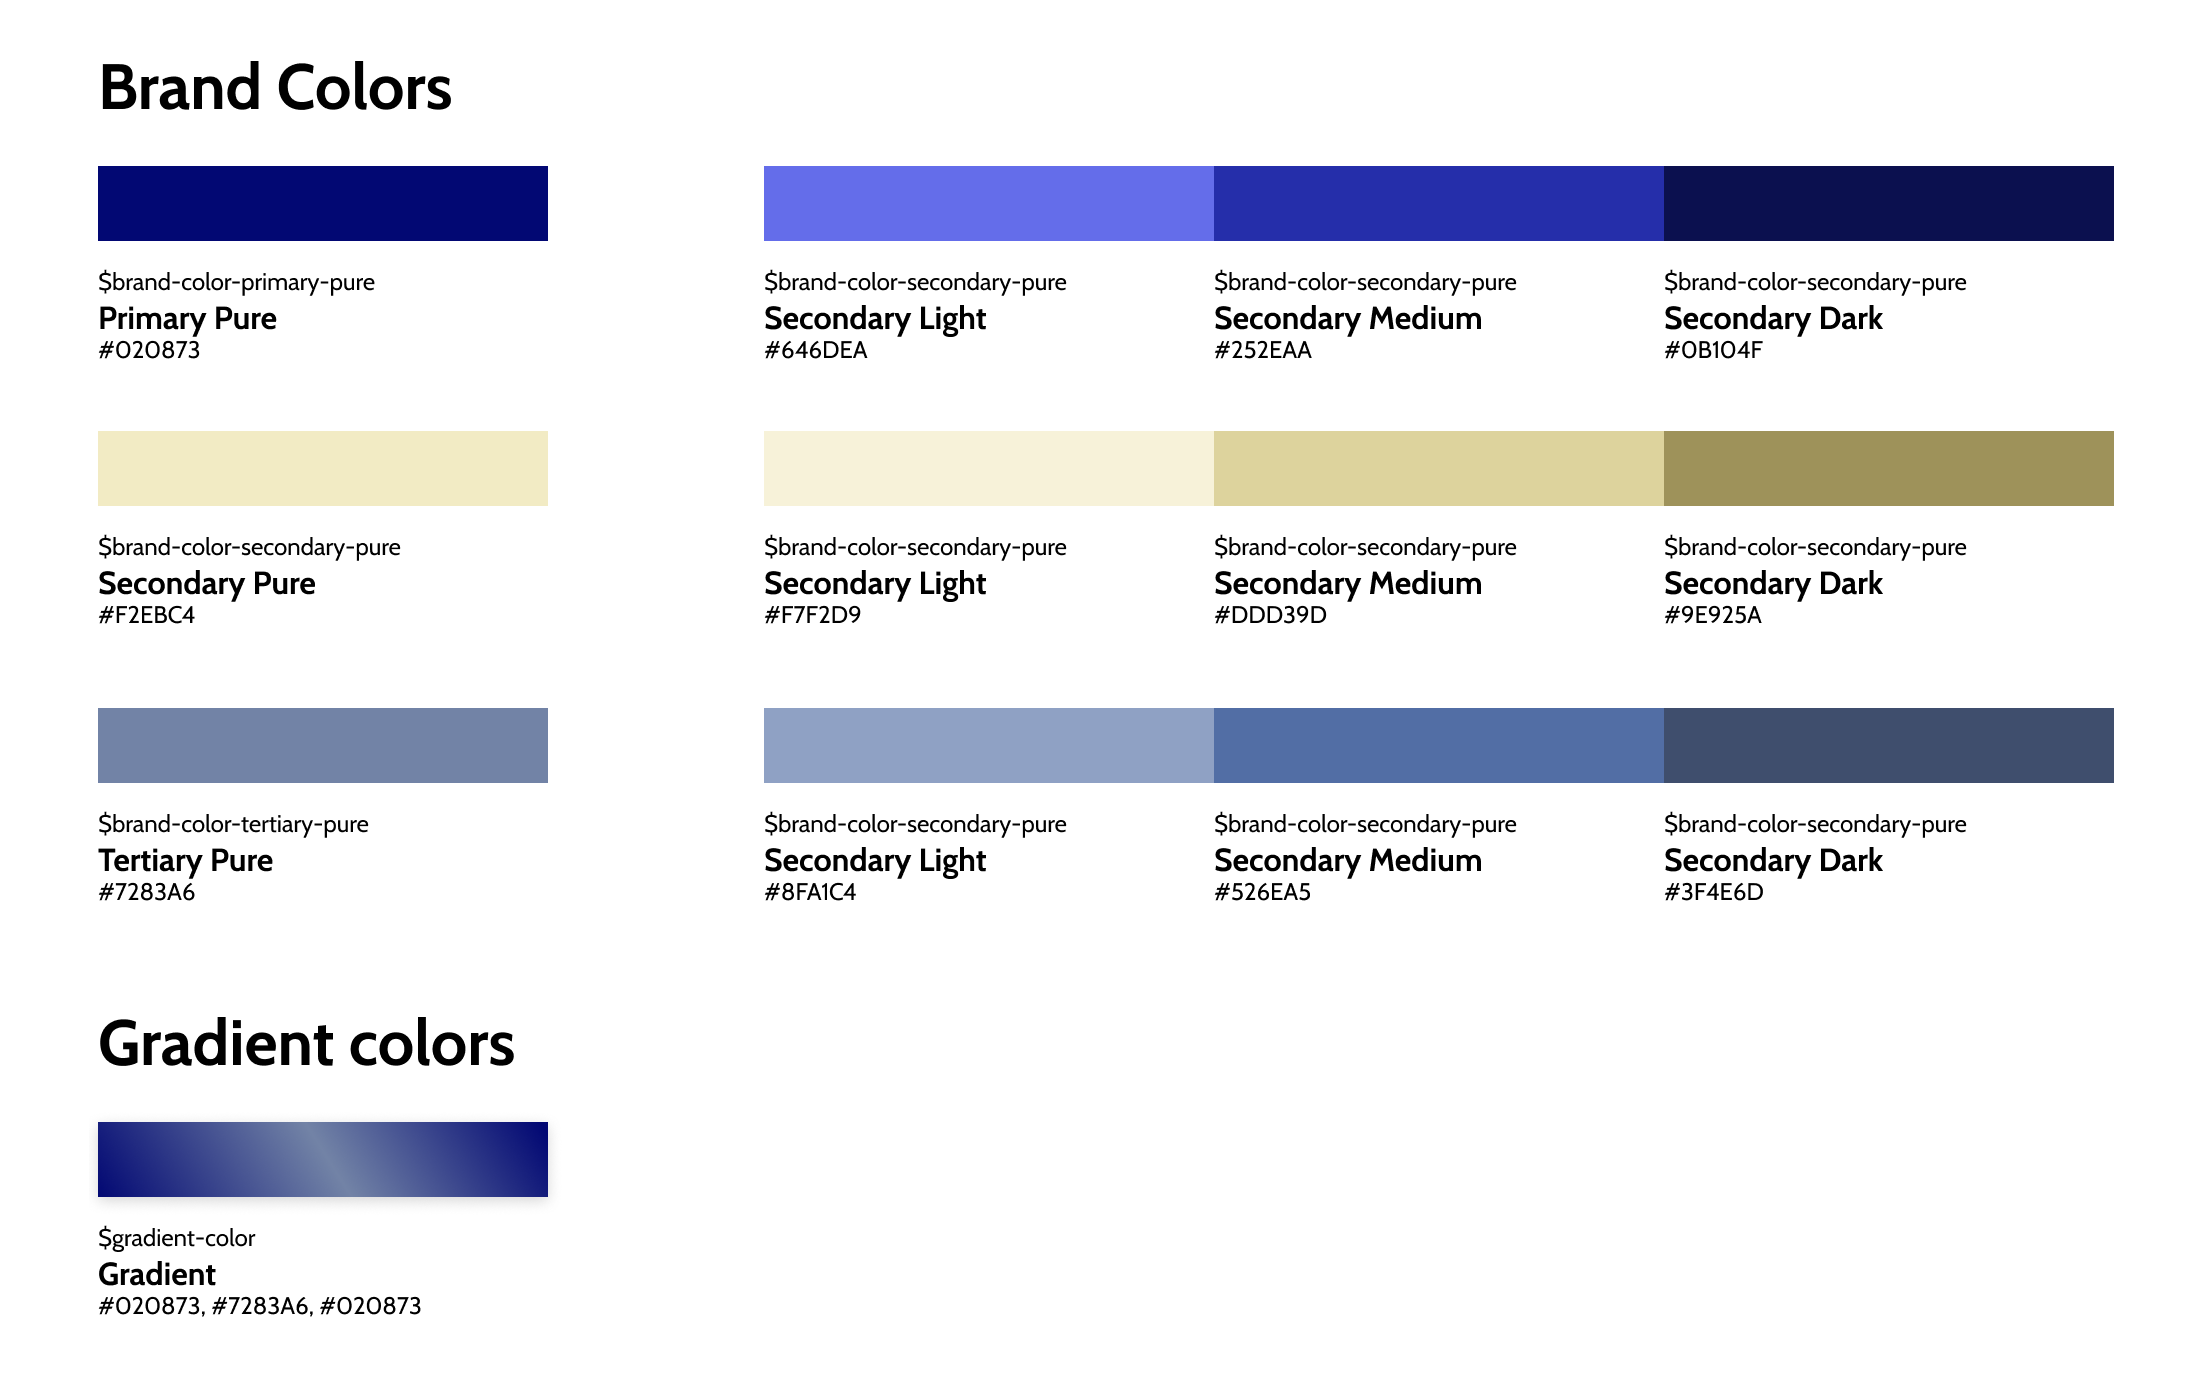 Brand Colors
$brand-color-primary-pure
Primary Pure
#020873
$brand-color-secondary-pure
Secondary Light
#646DEA
$brand-color-secondary-pure
Secondary Medium
#252EAA
$brand-color-secondary-pure
Secondary Dark
#0B104F
$brand-color-secondary-pure
Secondary Pure
#F2EBC4
$brand-color-secondary-pure
Secondary Light
#F7F2D9
$brand-color-secondary-pure
Secondary Medium
#DDD39D
$brand-color-secondary-pure
Secondary Dark
#9E925A
$brand-color-tertiary-pure
Tertiary Pure
#7283A6
$brand-color-secondary-pure
Secondary Light
#8FA1C4
$brand-color-secondary-pure
Secondary Medium
#526EA5
$brand-color-secondary-pure
Secondary Dark
#3F4E6D
Gradient colors
$gradient-color
Gradient
#020873, #7283A6, #020873